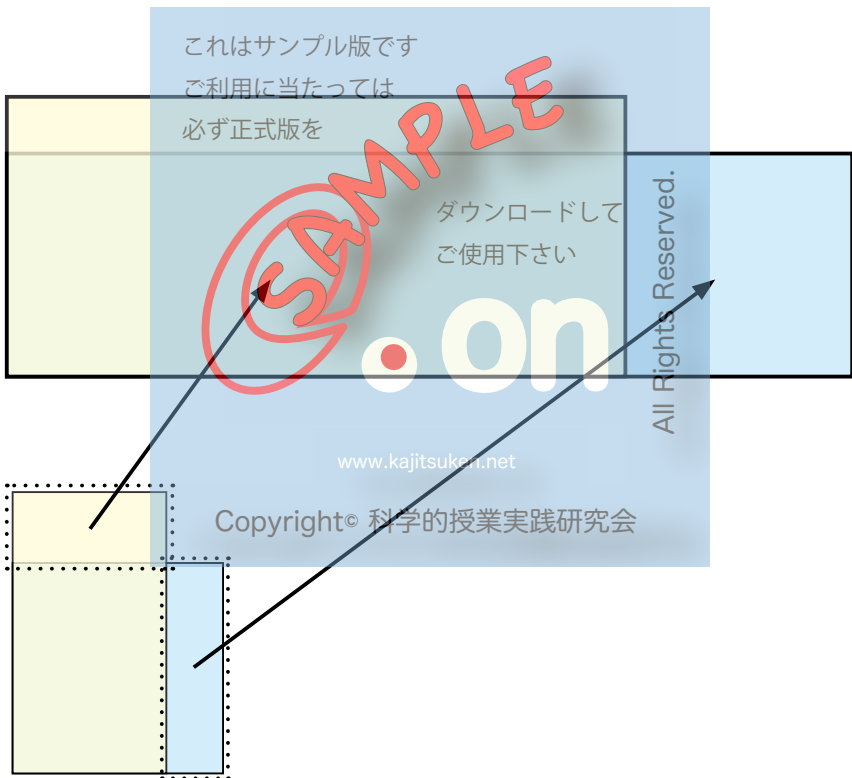 これはサンプル版です
ご利用に当たっては
必ず正式版を
SAMPLE
ダウンロードして
ご使用下さい
.on
All Rights Reserved.
www.kajitsuken.net
Copyright© 科学的授業実践研究会